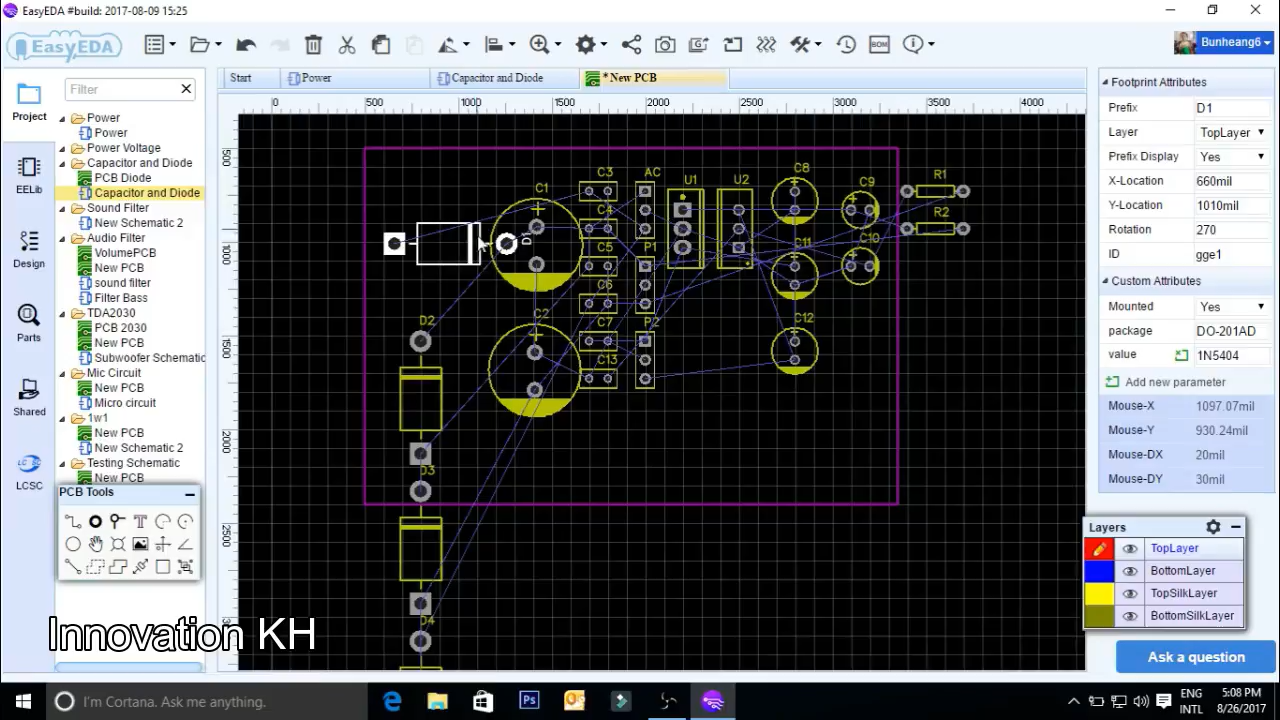 EasyEDA #build: 2017-08-09 15:25
EasyEDA
BOM
Bunheang6
Project
EELib
Design
Parts
Shared
LCSC
Filter
Power
Power
Power Voltage
Capacitor and Diode
PCB Diode
Capacitor and Diode
Sound Filter
New Schematic 2
Audio Filter
VolumePCB
New PCB
sound filter
Filter Bass
TDA2030
PCB 2030
New PCB
Subwoofer Schematic
Mic Circuit
New PCB
Micro circuit
1w1
New PCB
New Schematic 2
Testing Schematic
New PCB
PCB Tools
Start
Power
Capacitor and Diode
*New PCB
0 500 1000 1500 2000 2500 3000 3500 4000
500
1000
1500
2000
2500
C1
C3
AC
U1
U2
C8
C9
R1
C4
R2
D1
C5
P1
C11
C10
C6
D2
C2
C7
P2
C12
C13
D3
D4
Footprint Attributes
Prefix D1
Layer TopLayer
Prefix Display Yes
X-Location 660mil
Y-Location 1010mil
Rotation 270
ID gge1
Custom Attributes
Mounted Yes
package DO-201AD
value 1N5404
Add new parameter
Mouse-X 1097.07mil
Mouse-Y 930.24mil
Mouse-DX 20mil
Mouse-DY 30mil
Layers
TopLayer
BottomLayer
TopSilkLayer
BottomSilkLayer
Ask a question
Innovation KH
I'm Cortana. Ask me anything.
Ps
ENG
INTL
5:08 PM
8/26/2017